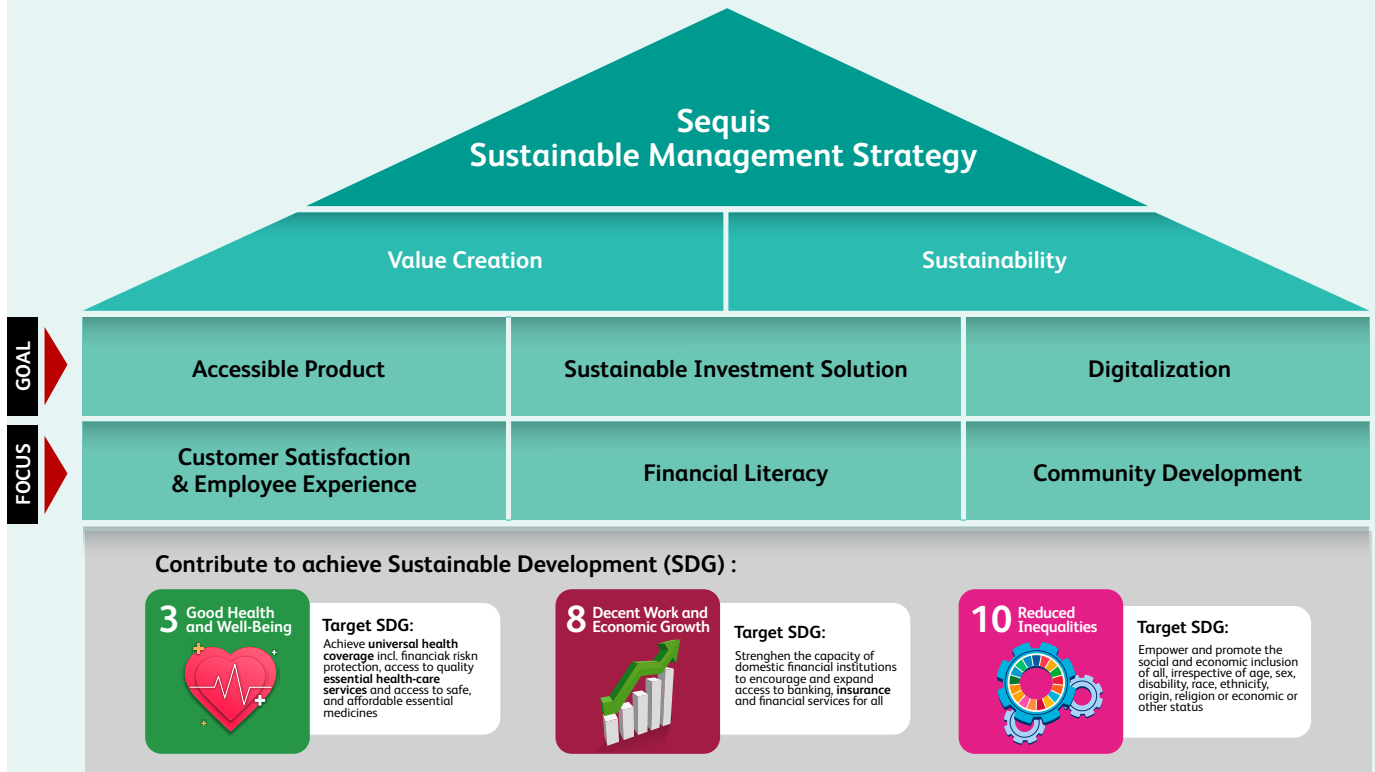 Sequis
Sustainable Management Strategy
Value Creation
Sustainability
GOAL
Accessible Product
Sustainable Investment Solution
Digitalization
FOCUS
Customer Satisfaction
& Employee Experience
Financial Literacy
Community Development
Contribute to achieve Sustainable Development (SDG) :
3 Good Health
and Well-Being
Target SDG:
Achieve universal health
coverage incl. financiak riskn
protection, access to quality
essential health-care
services and access to safe,
and affordable essential
medicines
8 Decent Work and
Economic Growth
Target SDG:
Strenghen the capacity of
domestic financial institutions
to encourage and expand
access to banking, insurance
and financial services for all
10 Reduced
Inequalities
Target SDG:
Empower and promote the
social and economic inclusion
of all, irrespective of age, sex,
disability, race, ethnicity,
origin, religion or economic or
other status